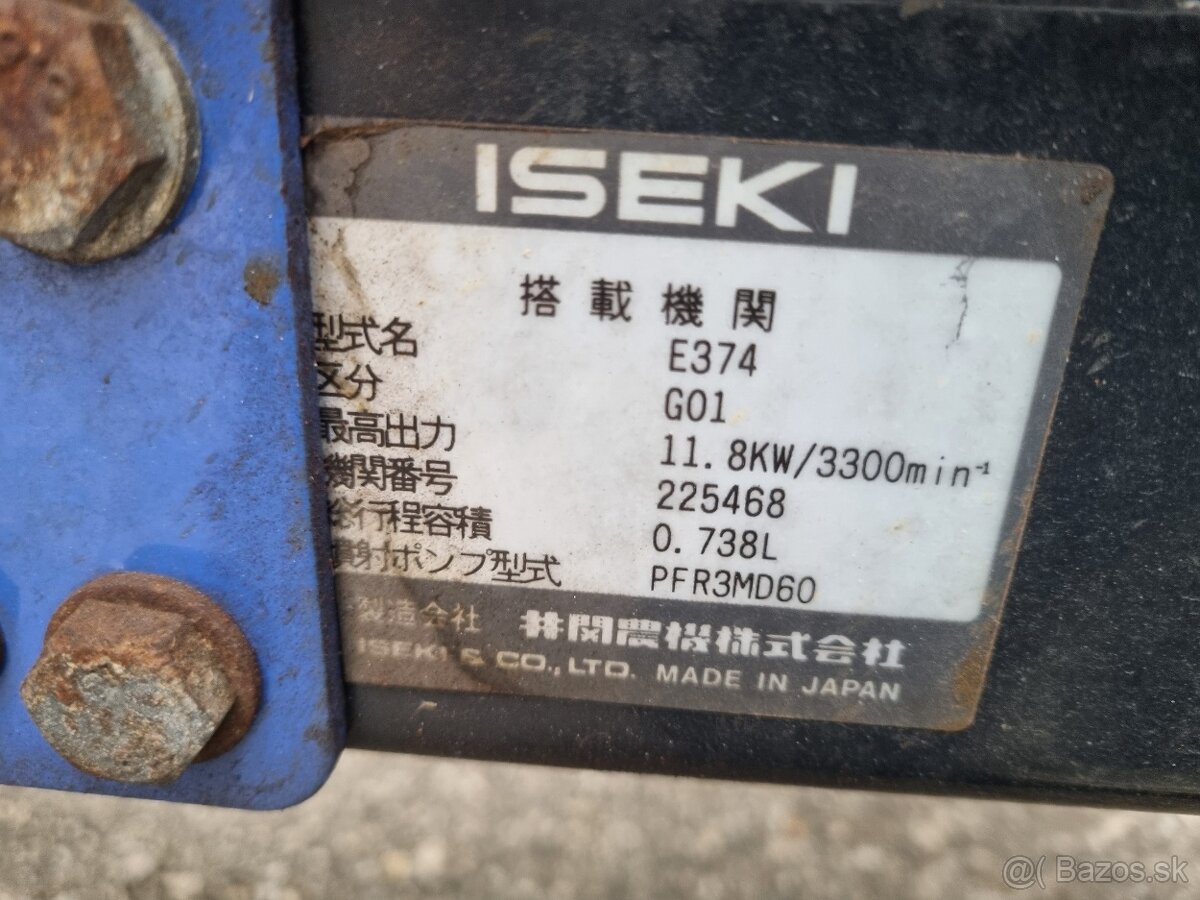 ISEKI
搭載機関
型式名 E374
区分 G01
最高出力 11.8KW/3300min⁻¹
機関番号 225468
総行程容積 0.738L
噴射ポンプ型式 PFR3MD60
製造会社 井関農機株式会社
ISEKI & CO., LTD. MADE IN JAPAN
@( Bazos.sk